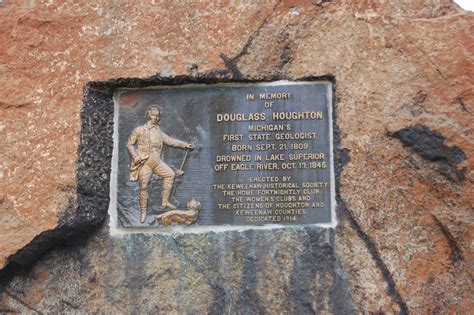 IN MEMORY
OF
DOUGLASS HOUGHTON
MICHIGAN'S
FIRST STATE GEOLOGIST
BORN SEPT. 21, 1809
DROWNED IN LAKE SUPERIOR
OFF EAGLE RIVER, OCT. 13, 1845
ERECTED BY
THE KEWEENAW HISTORICAL SOCIETY
THE HOME FORTNIGHTLY CLUB
THE WOMEN'S CLUBS AND
THE CITIZENS OF HOUGHTON AND
KEWEENAW COUNTIES
DEDICATED 1914